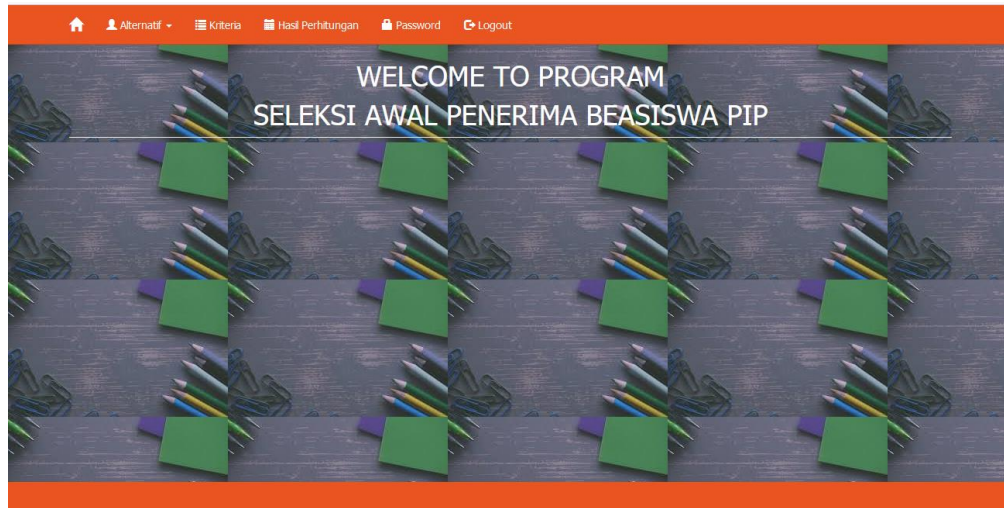 Alternatif Kriteria Hasil Perhitungan Password Logout
WELCOME TO PROGRAM
SELEKSI AWAL PENERIMA BEASISWA PIP